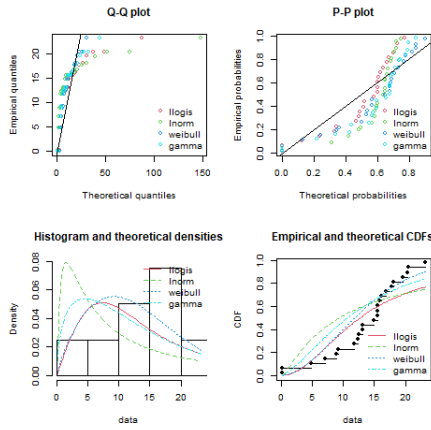 Q-Q plot
Empirical quantiles
0 5 10 15 20
0 50 100 150
Theoretical quantiles
llogis
lnorm
weibull
gamma
P-P plot
Empirical probabilities
0.0 0.2 0.4 0.6 0.8 1.0
0.0 0.2 0.4 0.6 0.8
Theoretical probabilities
llogis
lnorm
weibull
gamma
Histogram and theoretical densities
Density
0.00 0.02 0.04 0.06 0.08
0 5 10 15 20
data
llogis
lnorm
weibull
gamma
Empirical and theoretical CDFs
CDF
0.0 0.2 0.4 0.6 0.8 1.0
0 5 10 15 20
data
llogis
lnorm
weibull
gamma